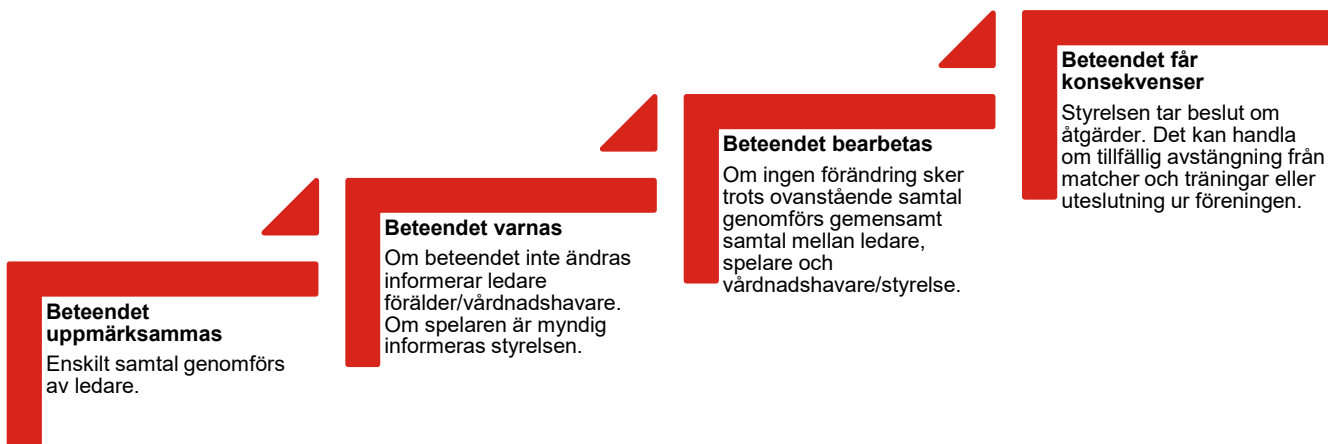 Beteendet
uppmärksammas
Enskilt samtal genomförs
av ledare.
Beteendet varnas
Om beteendet inte ändras
informerar ledare
förälder/vårdnadshavare.
Om spelaren är myndig
informeras styrelsen.
Beteendet bearbetas
Om ingen förändring sker
trots ovanstående samtal
genomförs gemensamt
samtal mellan ledare,
spelare och
vårdnadshavare/styrelse.
Beteendet får
konsekvenser
Styrelsen tar beslut om
åtgärder. Det kan handla
om tillfällig avstängning från
matcher och träningar eller
uteslutning ur föreningen.